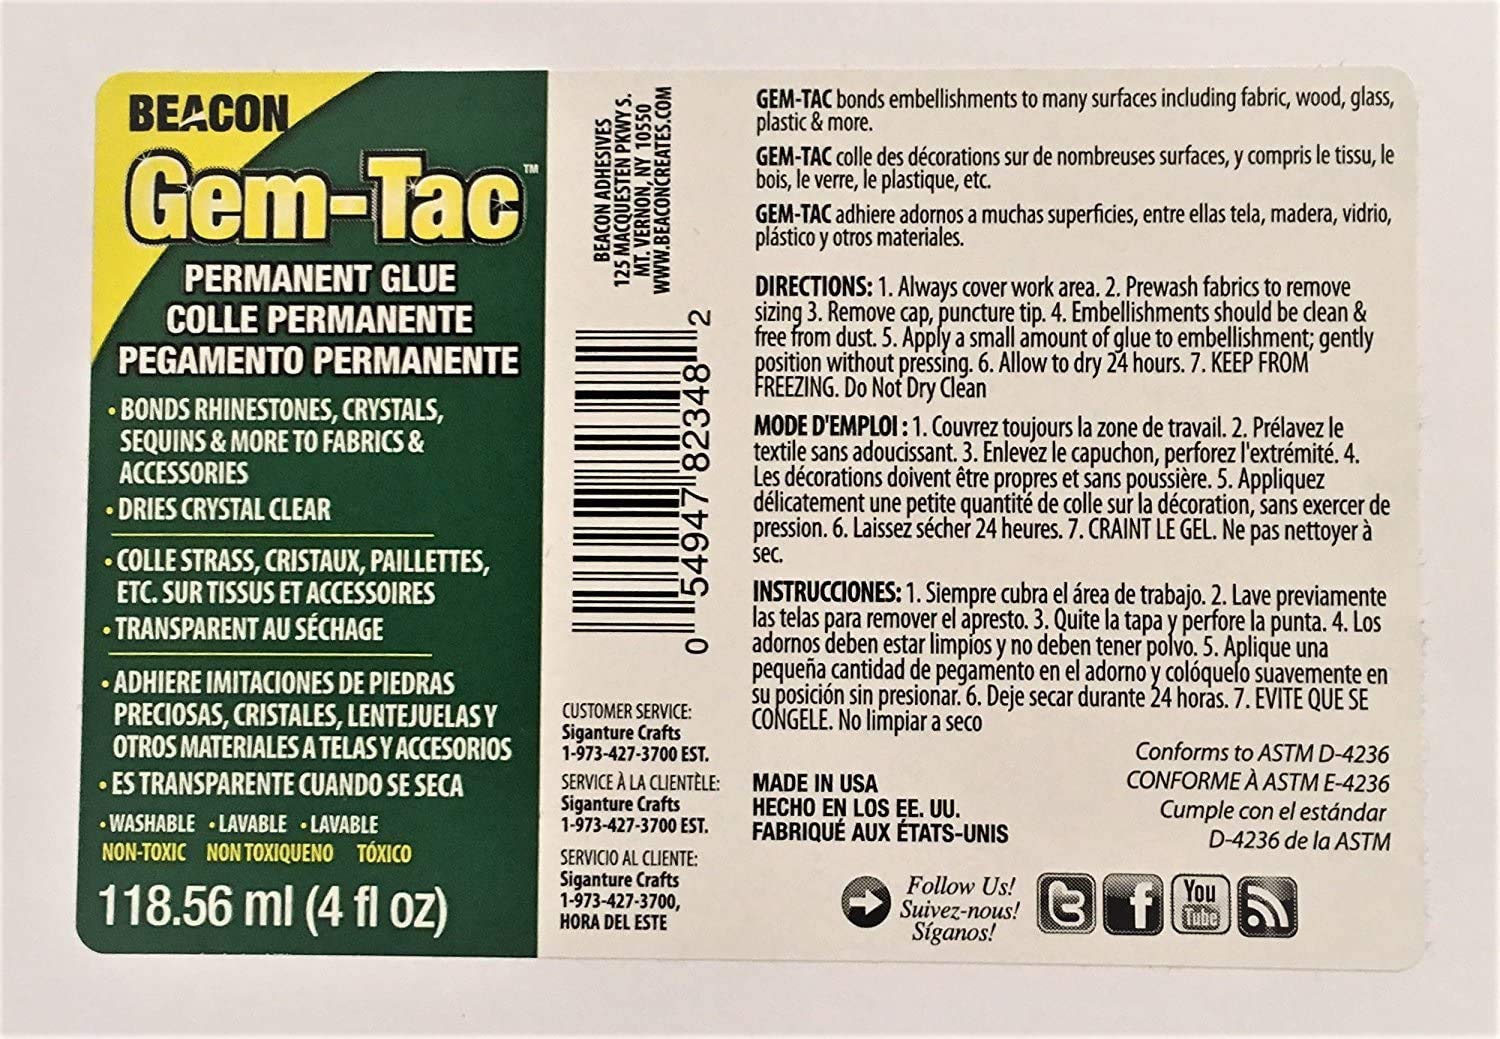 BEACON
Gem-Tac™
PERMANENT GLUE
COLLE PERMANENTE
PEGAMENTO PERMANENTE
• BONDS RHINESTONES, CRYSTALS,
SEQUINS & MORE TO FABRICS &
ACCESSORIES
• DRIES CRYSTAL CLEAR
• COLLE STRASS, CRISTAUX, PAILLETTES,
ETC. SUR TISSUS ET ACCESSOIRES
• TRANSPARENT AU SÉCHAGE
• ADHIERE IMITACIONES DE PIEDRAS
PRECIOSAS, CRISTALES, LENTEJUELAS Y
OTROS MATERIALES A TELAS Y ACCESORIOS
• ES TRANSPARENTE CUANDO SE SECA
• WASHABLE • LAVABLE • LAVABLE
NON-TOXIC NON TOXIQUENO TÓXICO
118.56 ml (4 fl oz)
BEACON ADHESIVES
125 MACQUESTEN PKWY S.
MT. VERNON, NY 10550
WWW.BEACONCREATES.COM
0 54947 82348 2
CUSTOMER SERVICE:
Siganture Crafts
1-973-427-3700 EST.
SERVICE À LA CLIENTÈLE:
Siganture Crafts
1-973-427-3700 EST.
SERVICIO AL CLIENTE:
Siganture Crafts
1-973-427-3700,
HORA DEL ESTE
GEM-TAC bonds embellishments to many surfaces including fabric, wood, glass,
plastic & more.
GEM-TAC colle des décorations sur de nombreuses surfaces, y compris le tissu, le
bois, le verre, le plastique, etc.
GEM-TAC adhiere adornos a muchas superficies, entre ellas tela, madera, vidrio,
plástico y otros materiales.
DIRECTIONS: 1. Always cover work area. 2. Prewash fabrics to remove
sizing 3. Remove cap, puncture tip. 4. Embellishments should be clean &
free from dust. 5. Apply a small amount of glue to embellishment; gently
position without pressing. 6. Allow to dry 24 hours. 7. KEEP FROM
FREEZING. Do Not Dry Clean
MODE D'EMPLOI : 1. Couvrez toujours la zone de travail. 2. Prélavez le
textile sans adoucissant. 3. Enlevez le capuchon, perforez l'extrémité. 4.
Les décorations doivent être propres et sans poussière. 5. Appliquez
délicatement une petite quantité de colle sur la décoration, sans exercer de
pression. 6. Laissez sécher 24 heures. 7. CRAINT LE GEL. Ne pas nettoyer à
sec.
INSTRUCCIONES: 1. Siempre cubra el área de trabajo. 2. Lave previamente
las telas para remover el apresto. 3. Quite la tapa y perfore la punta. 4. Los
adornos deben estar limpios y no deben tener polvo. 5. Aplique una
pequeña cantidad de pegamento en el adorno y colóquelo suavemente en
su posición sin presionar. 6. Deje secar durante 24 horas. 7. EVITE QUE SE
CONGELE. No limpiar a seco
Conforms to ASTM D-4236
CONFORME À ASTM E-4236
Cumple con el estándar
D-4236 de la ASTM
MADE IN USA
HECHO EN LOS EE. UU.
FABRIQUÉ AUX ÉTATS-UNIS
Follow Us!
Suivez-nous!
Síganos!
t f You Tube